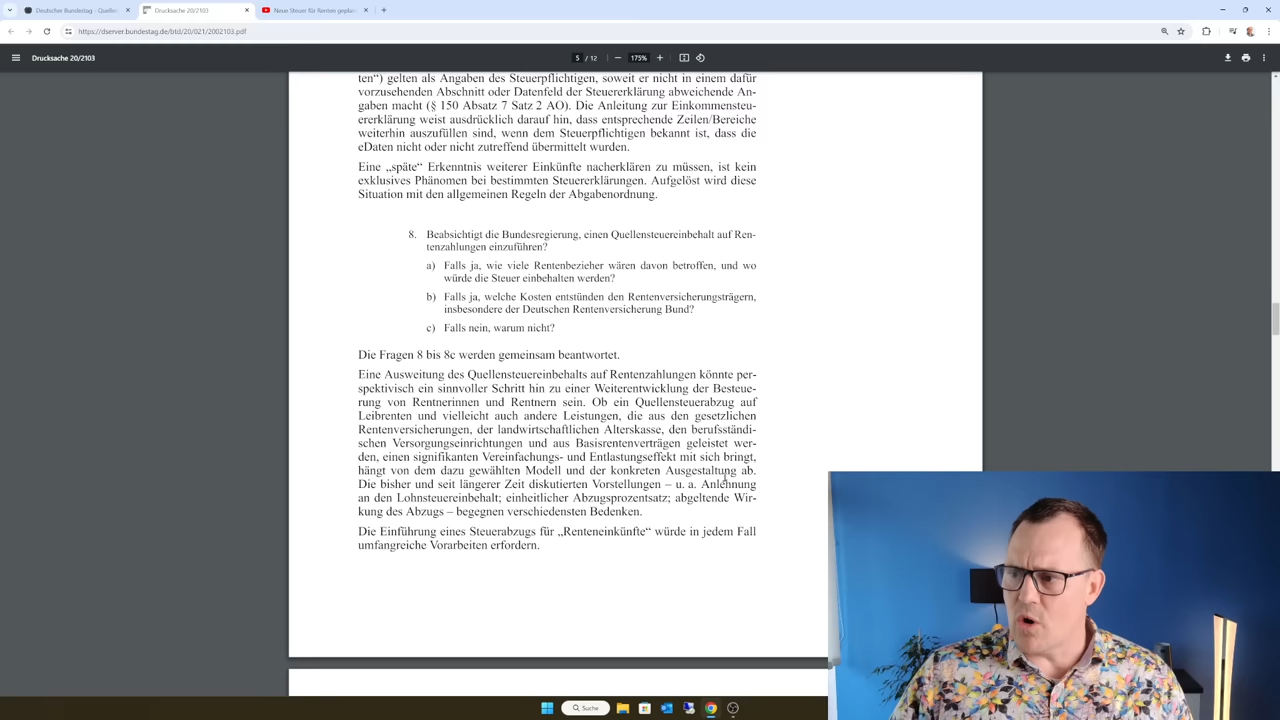 Deutscher Bundestag - Quellen
Drucksache 20/2103
Neue Steuer für Renten geplan
https://dserver.bundestag.de/btd/20/021/2002103.pdf
Drucksache 20/2103
5 / 12
175%
ten“) gelten als Angaben des Steuerpflichtigen, soweit er nicht in einem dafür
vorzusehenden Abschnitt oder Datenfeld der Steuererklärung abweichende An-
gaben macht (§ 150 Absatz 7 Satz 2 AO). Die Anleitung zur Einkommensteu-
ererklärung weist ausdrücklich darauf hin, dass entsprechende Zeilen/Bereiche
weiterhin auszufüllen sind, wenn dem Steuerpflichtigen bekannt ist, dass die
eDaten nicht oder nicht zutreffend übermittelt wurden.
Eine „späte“ Erkenntnis weiterer Einkünfte nacherklären zu müssen, ist kein
exklusives Phänomen bei bestimmten Steuererklärungen. Aufgelöst wird diese
Situation mit den allgemeinen Regeln der Abgabenordnung.
8. Beabsichtigt die Bundesregierung, einen Quellensteuereinbehalt auf Ren-
tenzahlungen einzuführen?
a) Falls ja, wie viele Rentenbezieher wären davon betroffen, und wo
würde die Steuer einbehalten werden?
b) Falls ja, welche Kosten entstünden den Rentenversicherungsträgern,
insbesondere der Deutschen Rentenversicherung Bund?
c) Falls nein, warum nicht?
Die Fragen 8 bis 8c werden gemeinsam beantwortet.
Eine Ausweitung des Quellensteuereinbehalts auf Rentenzahlungen könnte per-
spektivisch ein sinnvoller Schritt hin zu einer Weiterentwicklung der Besteue-
rung von Rentnerinnen und Rentnern sein. Ob ein Quellensteuerabzug auf
Leibrenten und vielleicht auch andere Leistungen, die aus den gesetzlichen
Rentenversicherungen, der landwirtschaftlichen Alterskasse, den berufsständi-
schen Versorgungseinrichtungen und aus Basisrentenverträgen geleistet wer-
den, einen signifikanten Vereinfachungs- und Entlastungseffekt mit sich bringt,
hängt von dem dazu gewählten Modell und der konkreten Ausgestaltung ab.
Die bisher und seit längerer Zeit diskutierten Vorstellungen – u. a. Anlehnung
an den Lohnsteuereinbehalt; einheitlicher Abzugsprozentsatz; abgeltende Wir-
kung des Abzugs – begegnen verschiedensten Bedenken.
Die Einführung eines Steuerabzugs für „Renteneinkünfte“ würde in jedem Fall
umfangreiche Vorarbeiten erfordern.
Suche